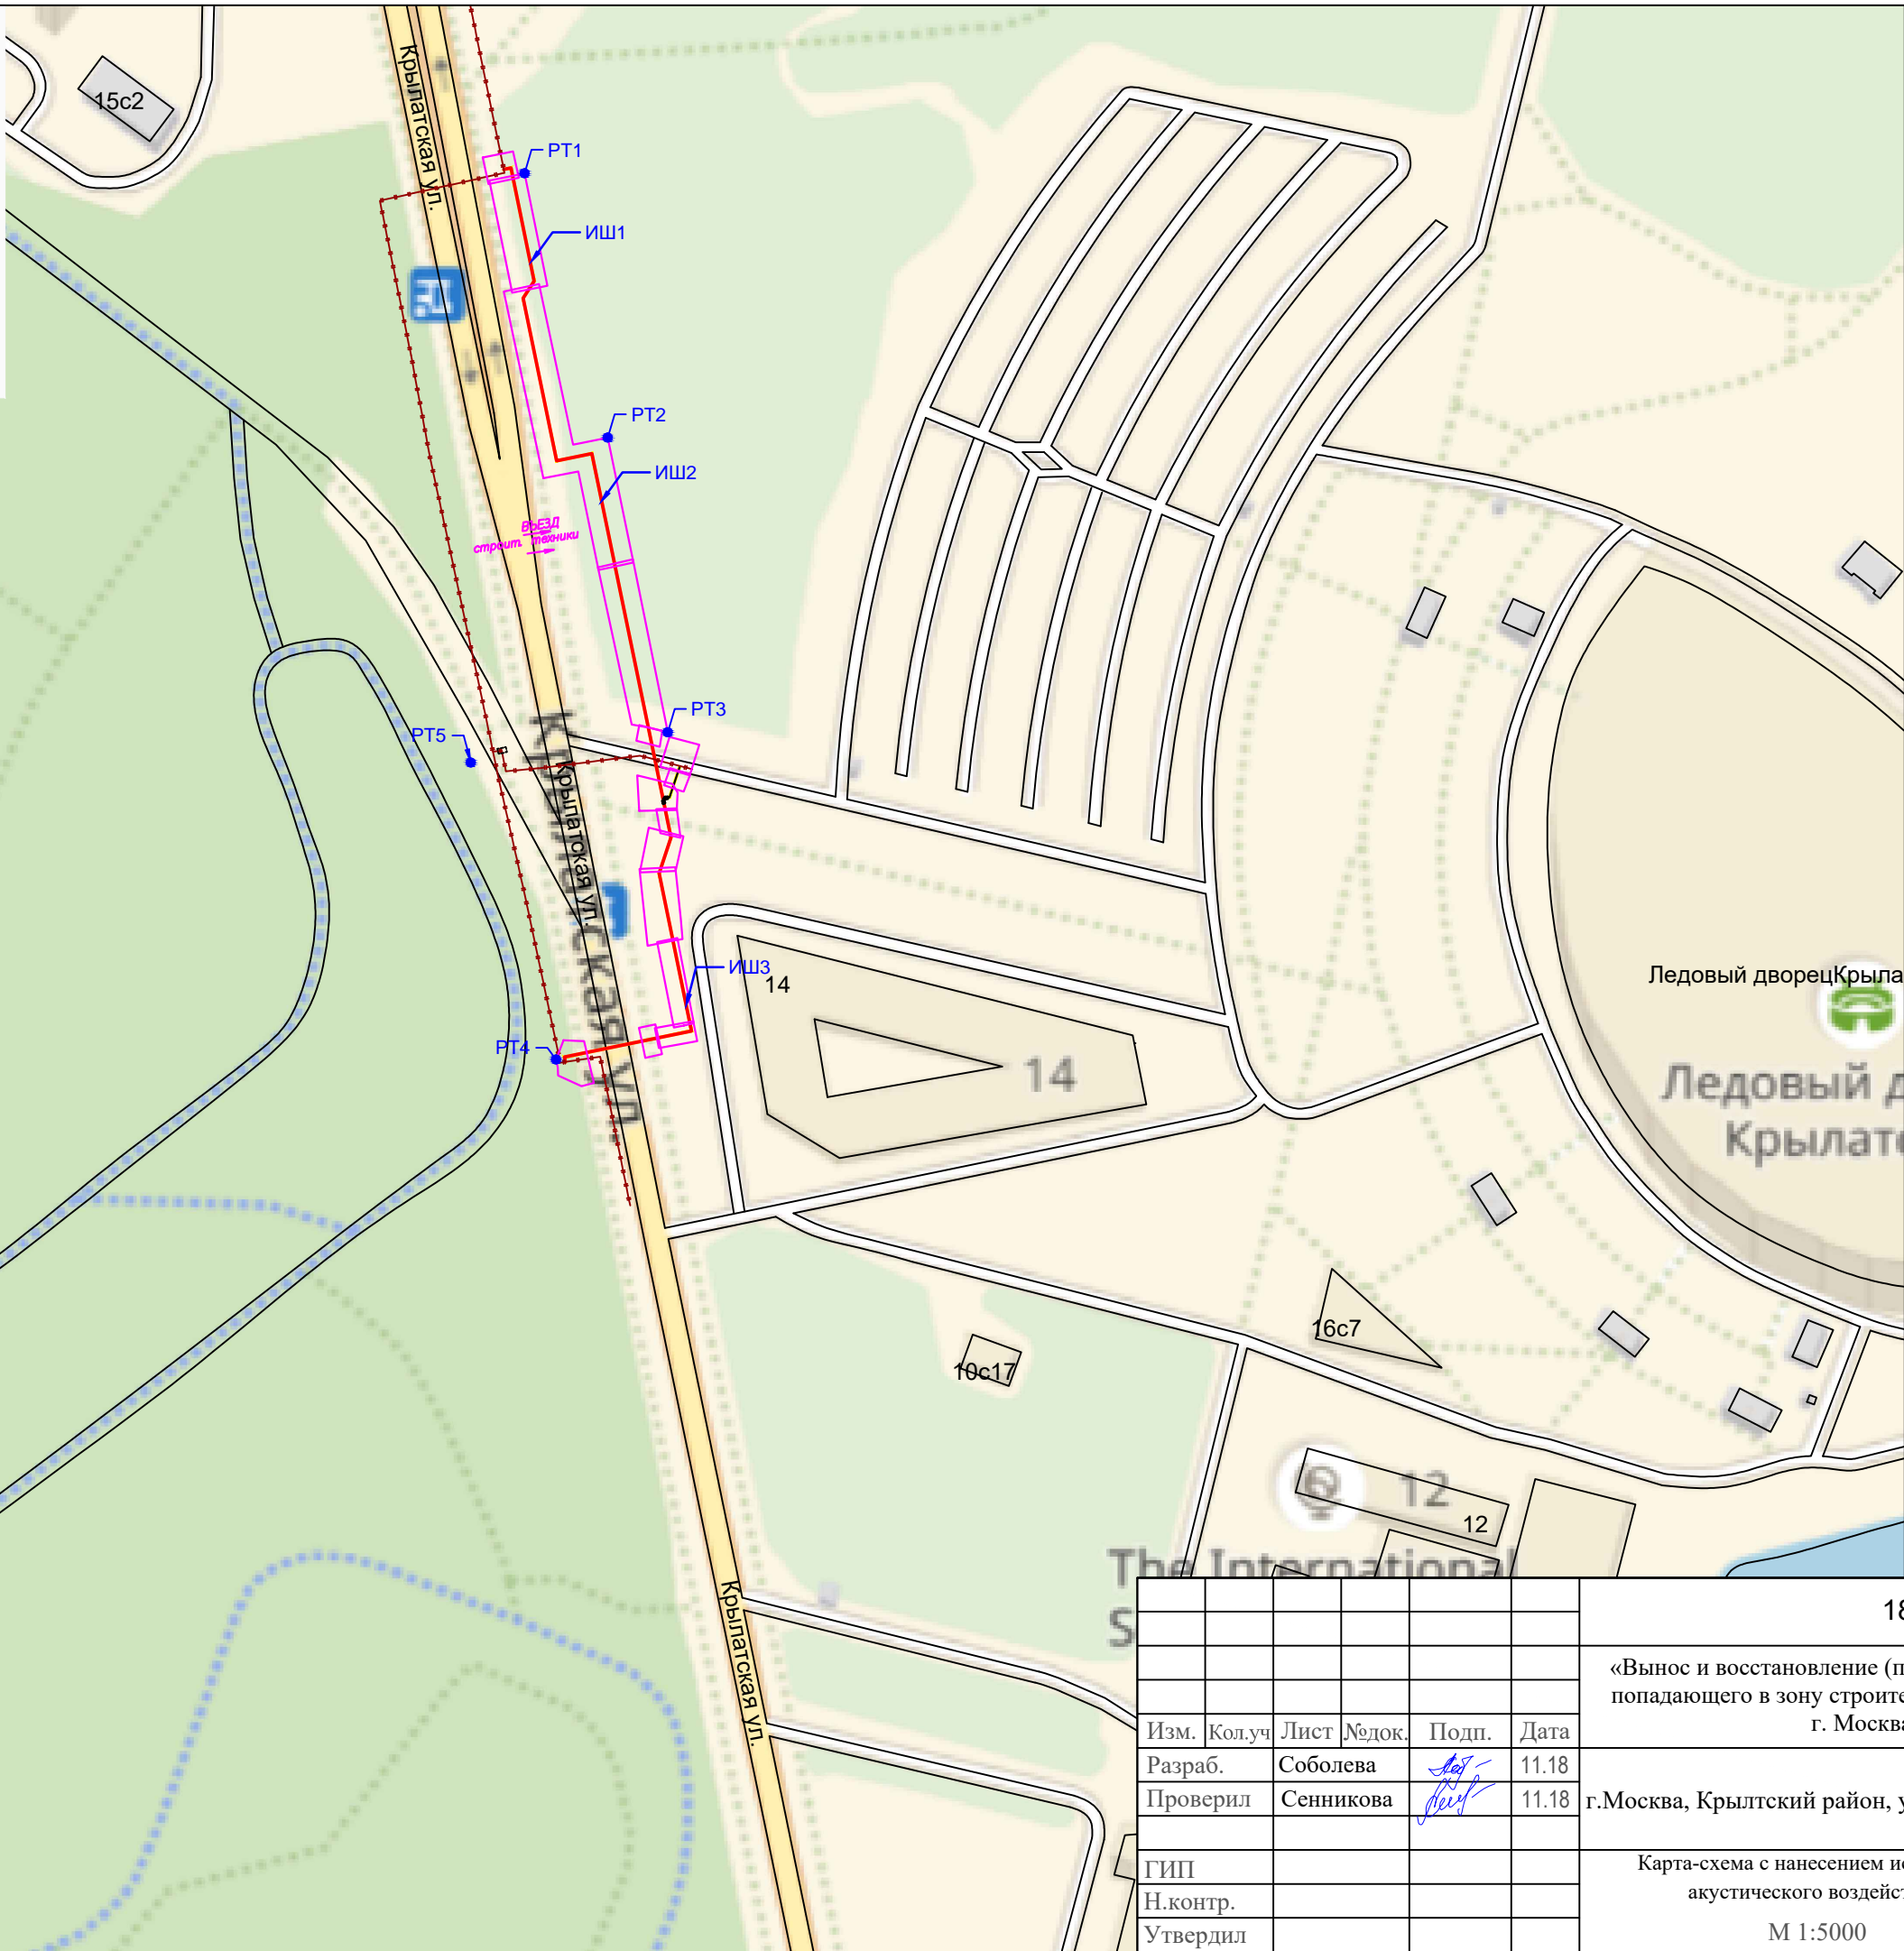 15с2
Крылатская ул.
РТ1
ИШ1
РТ2
ИШ2
ВЪЕЗД
строит. техники
РТ3
РТ5
Крылатская ул.
Крылатская ул.
ИШ3
14
РТ4
14
Ледовый дворецКрыла
Ледовый д
Крылат
16с7
10с17
12
12
The International
S
Крылатская ул.
18
«Вынос и восстановление (п
попадающего в зону строите
г. Москва
Изм. Кол.уч Лист №док. Подп. Дата
Разраб. Соболева 11.18
Проверил Сенникова 11.18
г.Москва, Крылтский район, у
ГИП
Н.контр.
Утвердил
Карта-схема с нанесением ис
акустического воздейст
М 1:5000